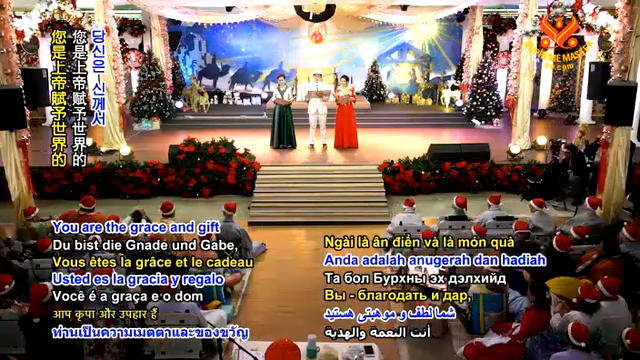 당신은 신께서
您是上帝賦予世界的
您是上帝賦予世界的
SUPREME MASTER
TV.com
You are the grace and gift
Du bist die Gnade und Gabe,
Vous êtes la grâce et le cadeau
Usted es la gracia y regalo
Você é a graça e o dom
आप कृपा और उपहार हैं
ท่านเป็นความเมตตาและของขวัญ
Ngài là ân điển và là món quà
Anda adalah anugerah dan hadiah
Та бол Бурхны эх дэлхийд
Вы - благодать и дар,
شما لطف و موهبتی هستید
أنت النعمة والهدية